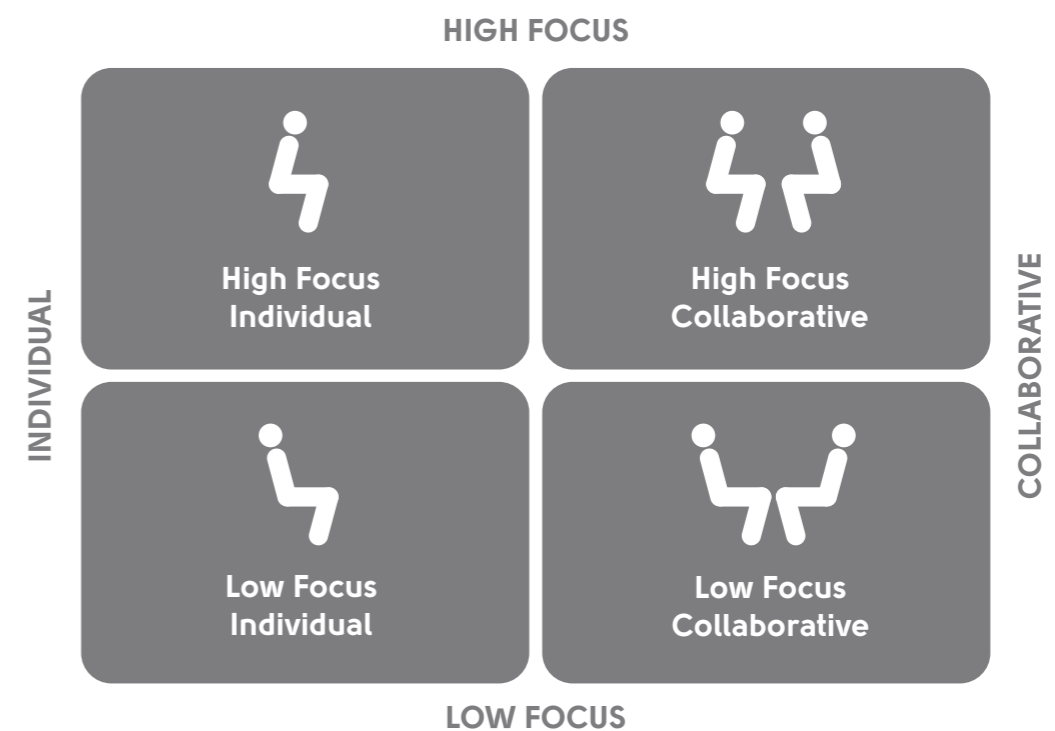 HIGH FOCUS
INDIVIDUAL
High Focus
Individual
High Focus
Collaborative
COLLABORATIVE
Low Focus
Individual
Low Focus
Collaborative
LOW FOCUS